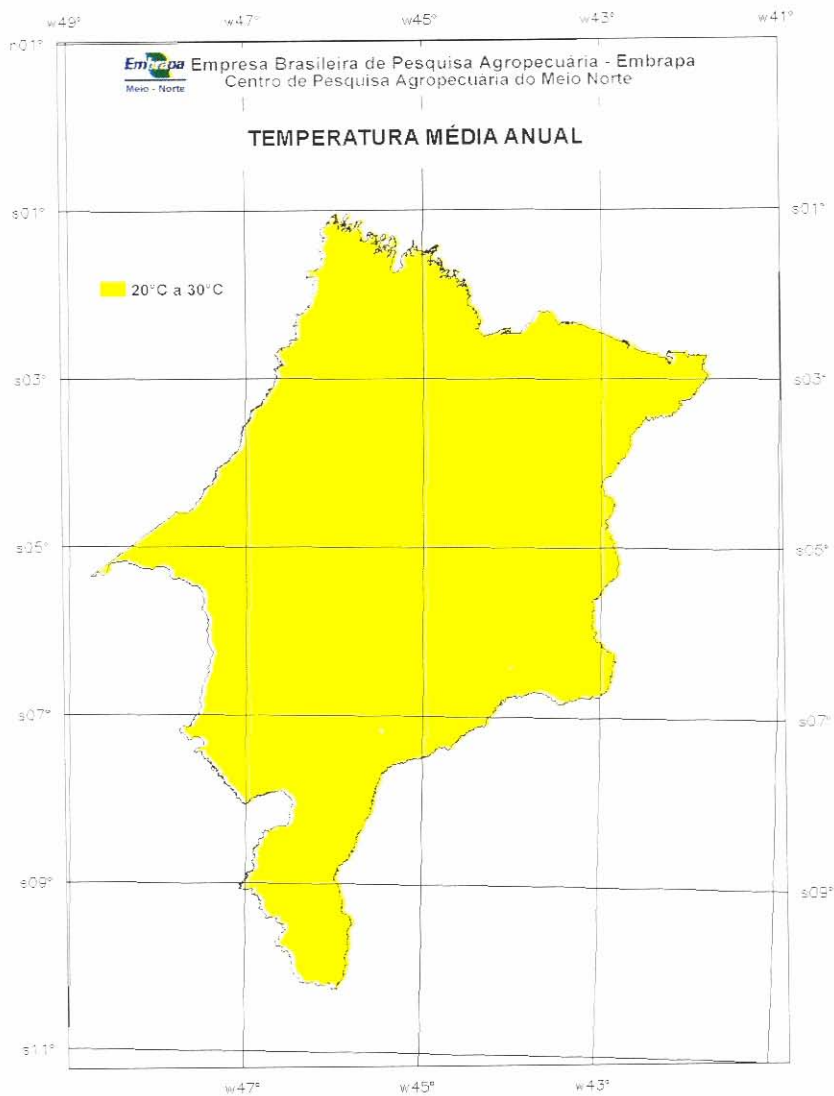 w49° w47° w45° w43° w41°
n01°
Embrapa Empresa Brasileira de Pesquisa Agropecuária - Embrapa
Meio - Norte Centro de Pesquisa Agropecuária do Meio Norte
TEMPERATURA MÉDIA ANUAL
s01° s01°
20°C a 30°C
s03° s03°
s05° s05°
s07° s07°
s09° s09°
s11°
w47° w45° w43°